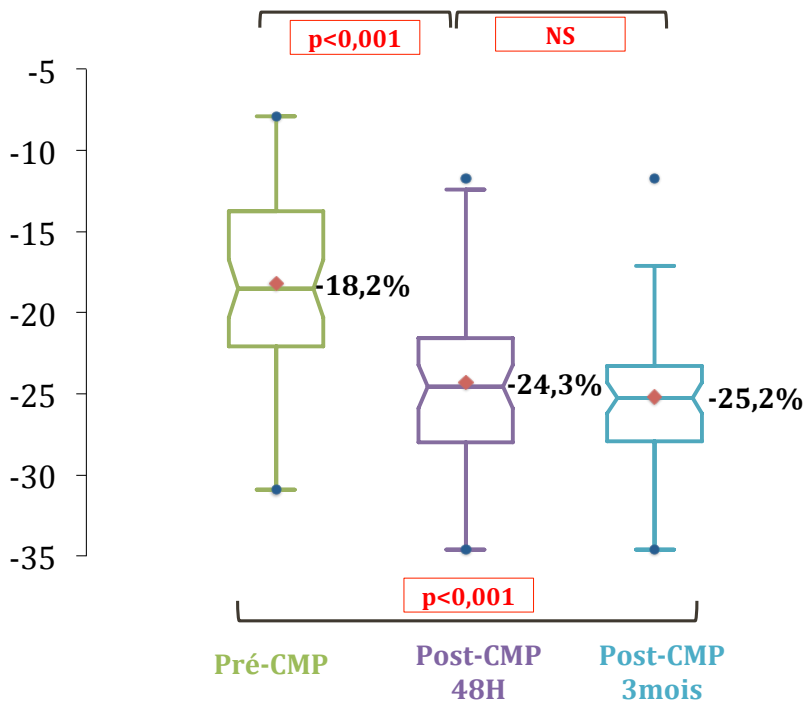 p<0,001
NS
-5
-10
-15
-20
-25
-30
-35
-18,2%
-24,3%
-25,2%
p<0,001
Pré-CMP
Post-CMP
48H
Post-CMP
3mois